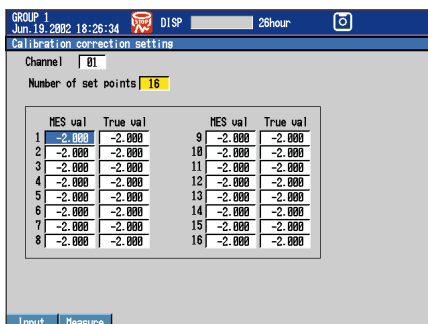 GROUP 1
Jun.19.2002 18:26:34 STOP DISP 26hour
Calibration correction setting
Channel 01
Number of set points 16
MES val True val MES val True val
1 -2.000 -2.000 9 -2.000 -2.000
2 -2.000 -2.000 10 -2.000 -2.000
3 -2.000 -2.000 11 -2.000 -2.000
4 -2.000 -2.000 12 -2.000 -2.000
5 -2.000 -2.000 13 -2.000 -2.000
6 -2.000 -2.000 14 -2.000 -2.000
7 -2.000 -2.000 15 -2.000 -2.000
8 -2.000 -2.000 16 -2.000 -2.000
Input Measure